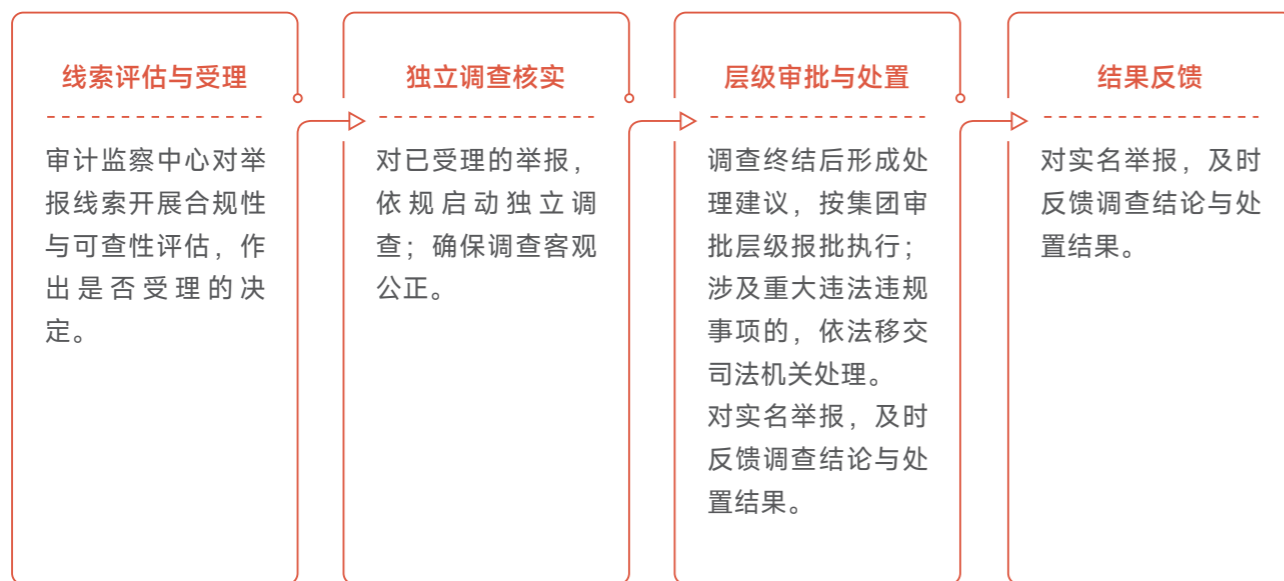 线索评估与受理
审计监察中心对举
报线索开展合规性
与可查性评估，作
出是否受理的决
定。
独立调查核实
对已受理的举报，
依规启动独立调
查；确保调查客观
公正。
层级审批与处置
调查终结后形成处
理建议，按集团审
批层级报批执行；
涉及重大违法违规
事项的，依法移交
司法机关处理。
对实名举报，及时
反馈调查结论与处
置结果。
结果反馈
对实名举报，及时
反馈调查结论与处
置结果。